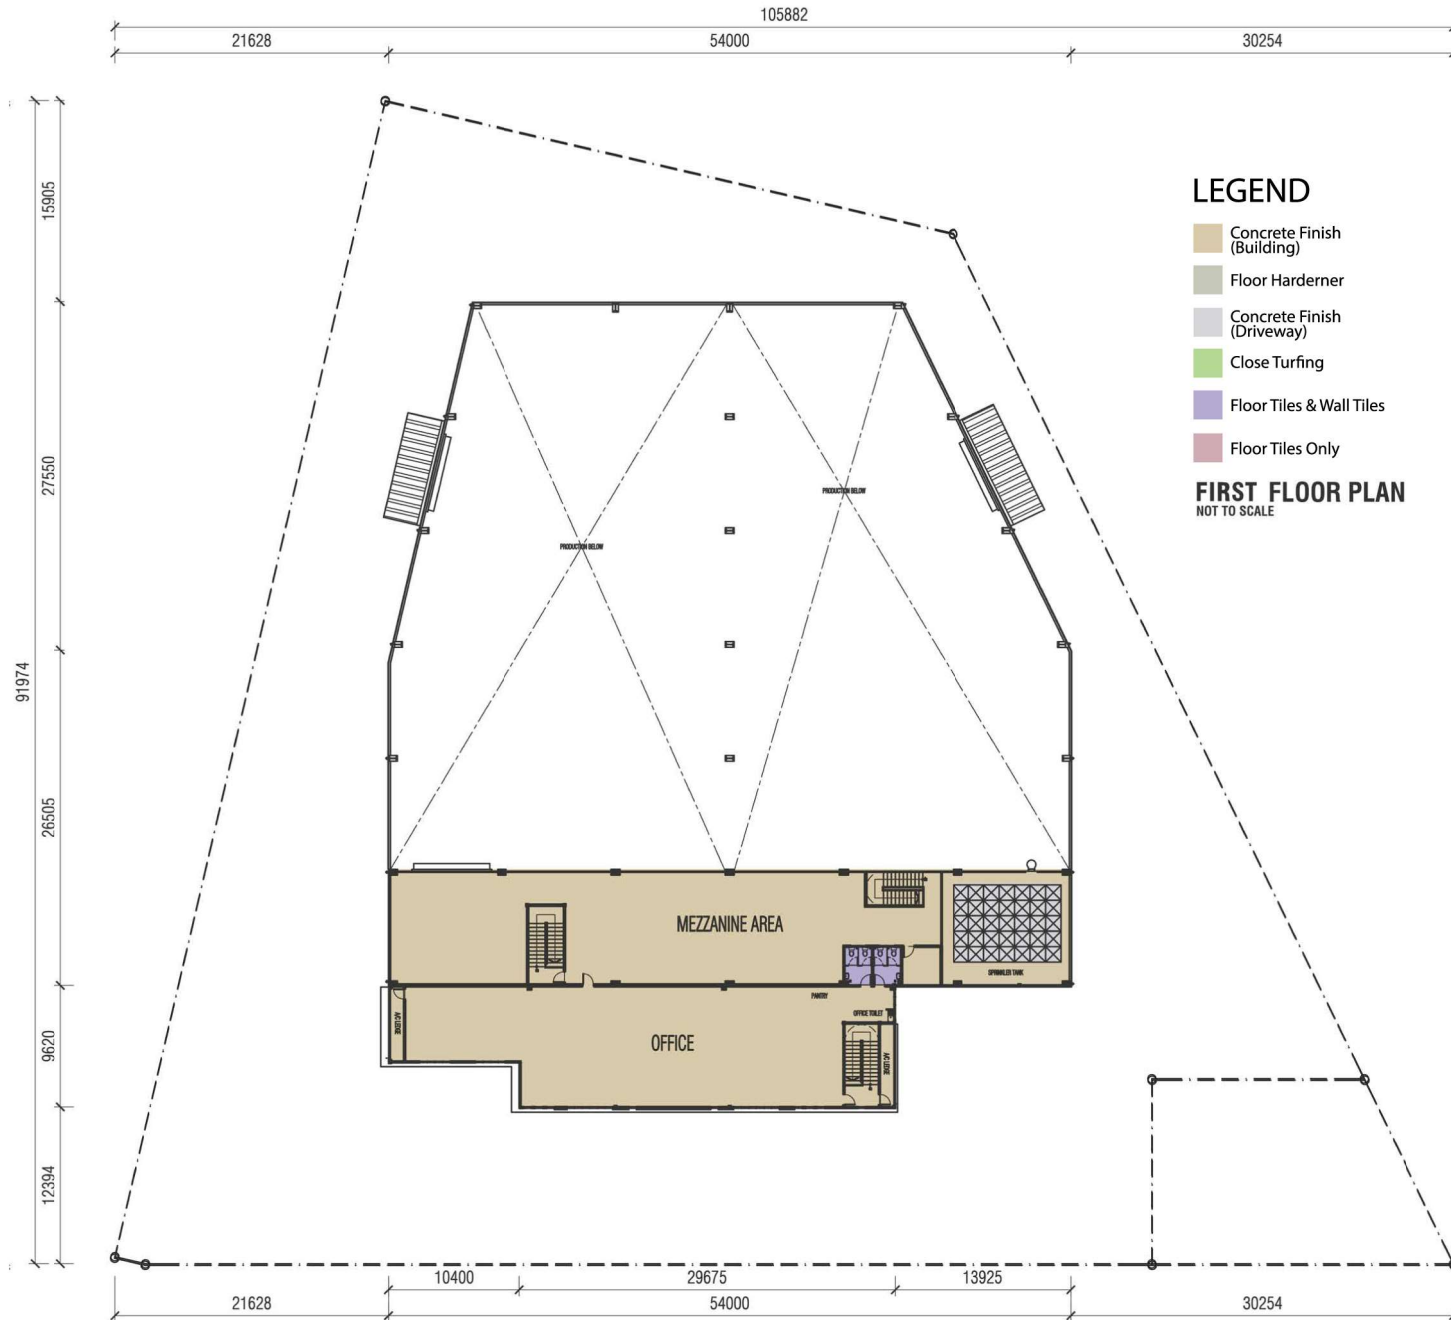 105882
21628
54000
30254
15905
27550
91974
26505
9620
12394
LEGEND
Concrete Finish
(Building)
Floor Harderner
Concrete Finish
(Driveway)
Close Turfing
Floor Tiles & Wall Tiles
Floor Tiles Only
FIRST FLOOR PLAN
NOT TO SCALE
PRODUCTION BELOW
PRODUCTION BELOW
MEZZANINE AREA
SPRINKLER TANK
PANTRY
OFFICE TOILET
A/C LEDGE
OFFICE
A/C LEDGE
10400
29675
13925
21628
54000
30254